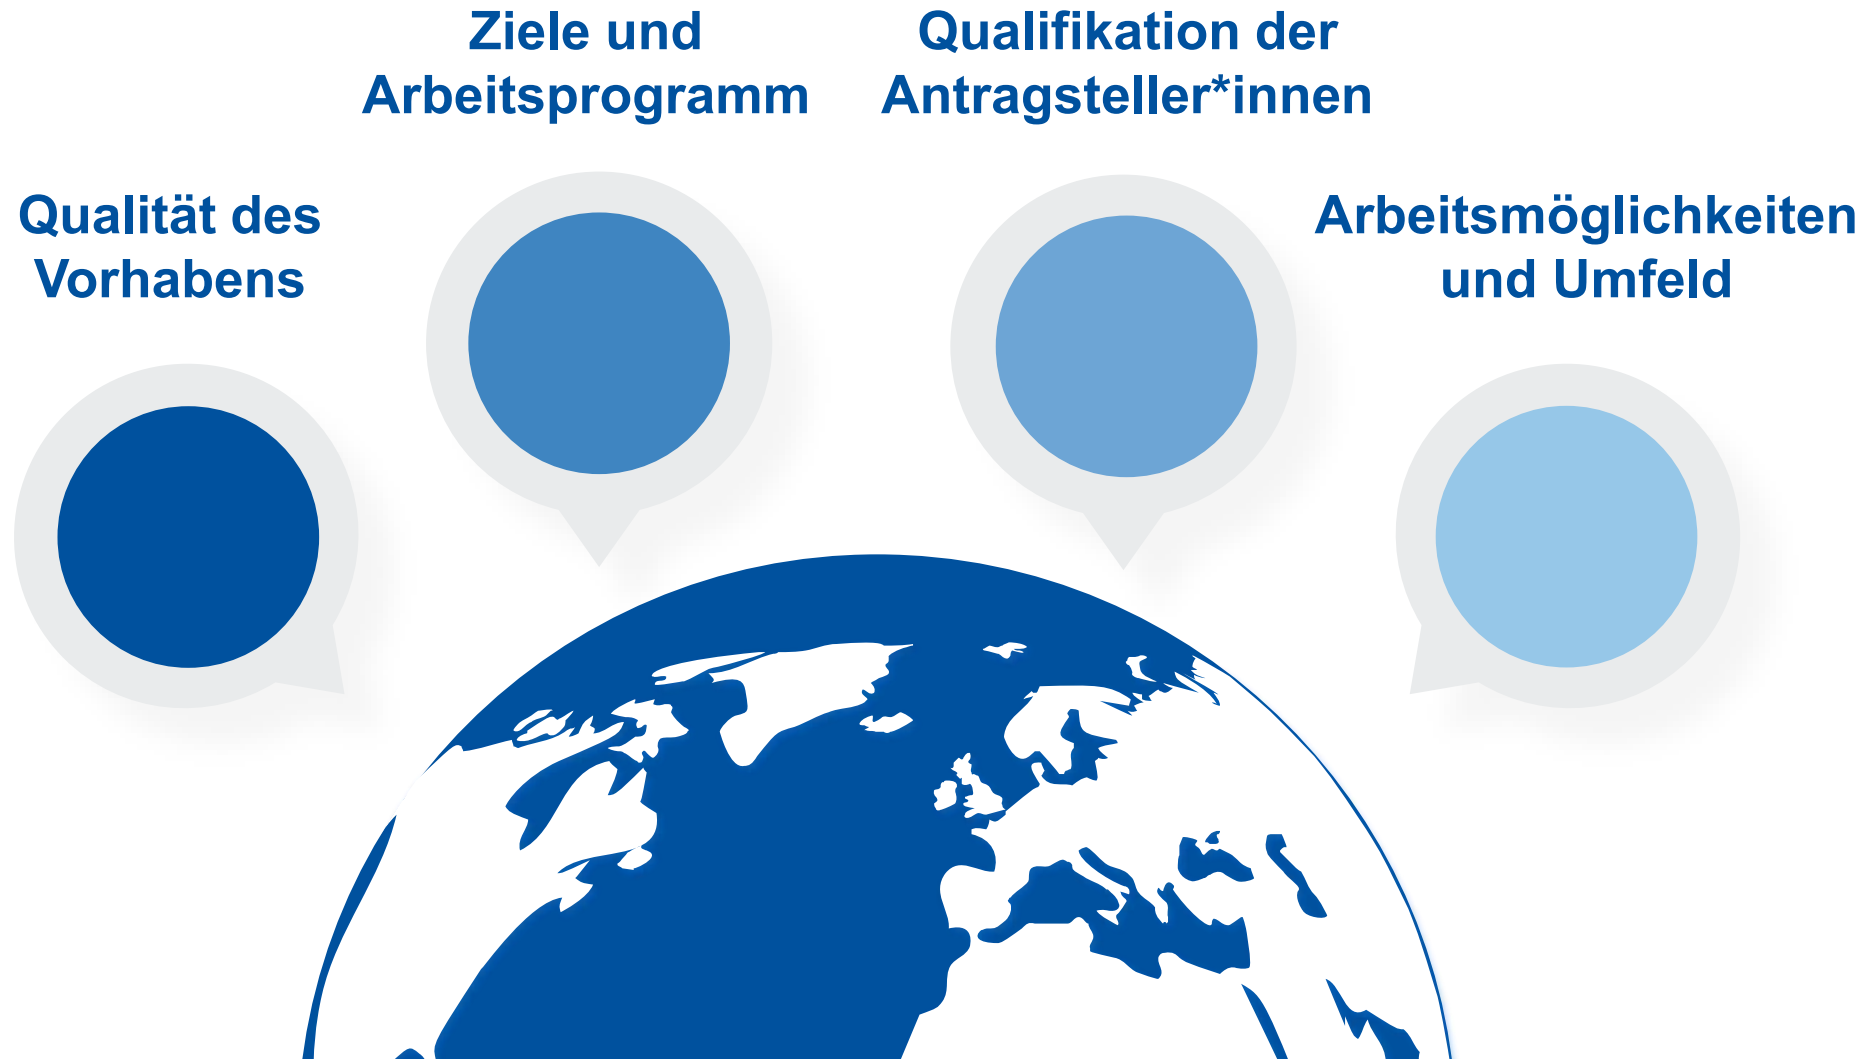 Qualität des
Vorhabens
Ziele und
Arbeitsprogramm
Qualifikation der
Antragsteller*innen
Arbeitsmöglichkeiten
und Umfeld